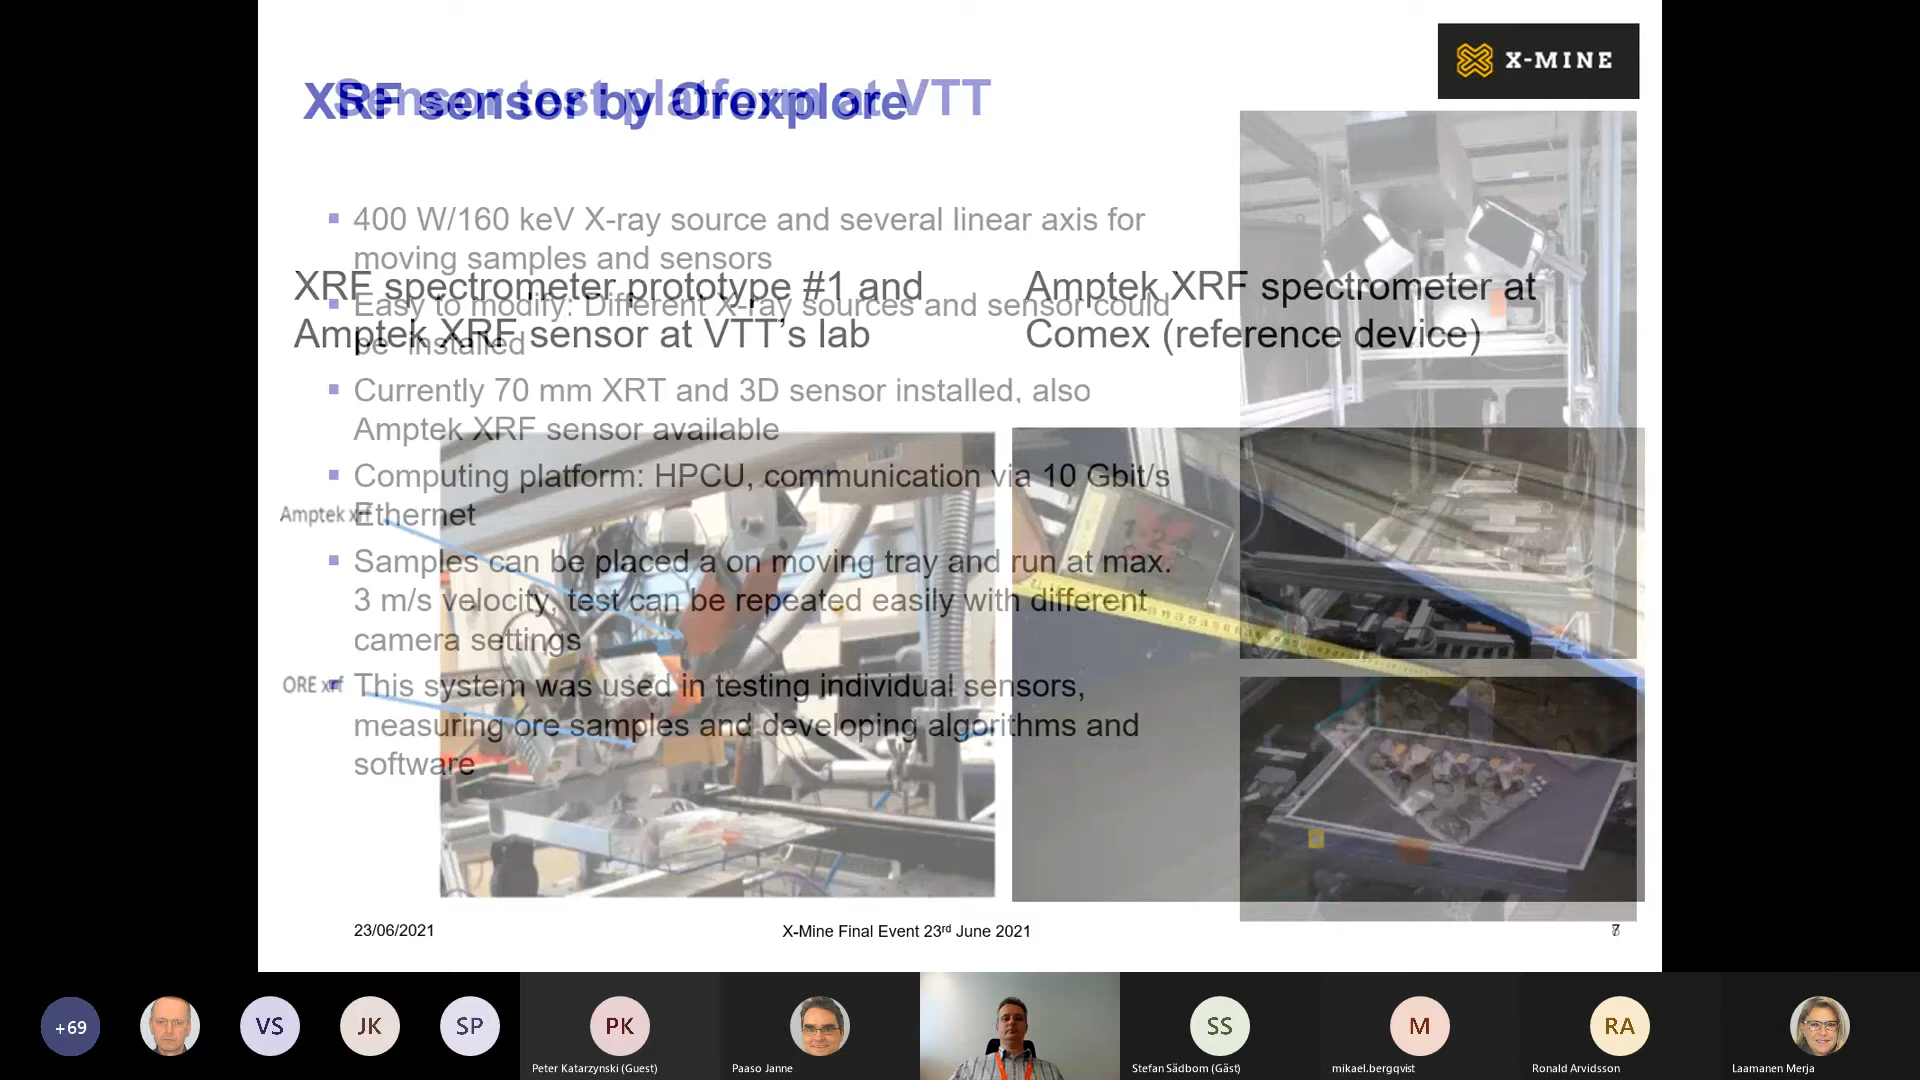 X-MINE
Sensor test platform at VTT
XRF sensor by Orexplore
400 W/160 keV X-ray source and several linear axis for
moving samples and sensors
XRF spectrometer prototype #1 and
Amptek XRF sensor at VTT’s lab
Amptek XRF spectrometer at
Comex (reference device)
Easy to modify: Different X-ray sources and sensor could
be installed
Currently 70 mm XRT and 3D sensor installed, also
Amptek XRF sensor available
Computing platform: HPCU, communication via 10 Gbit/s
Ethernet
Amptek xrf
Samples can be placed a on moving tray and run at max.
3 m/s velocity, test can be repeated easily with different
camera settings
ORE xrf
This system was used in testing individual sensors,
measuring ore samples and developing algorithms and
software
23/06/2021
X-Mine Final Event 23rd June 2021
7
+69
VS
JK
SP
PK
SS
M
RA
Peter Katarzynski (Guest)
Paaso Janne
Stefan Sädbom (Gäst)
mikael.bergqvist
Ronald Arvidsson
Laamanen Merja